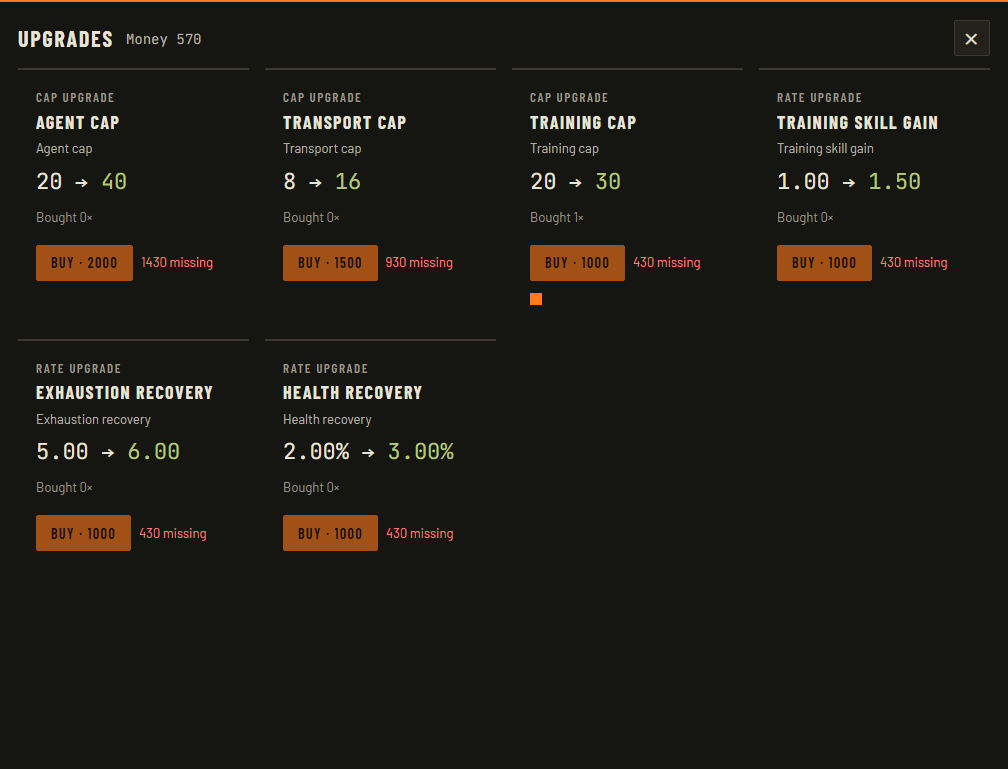 UPGRADES Money 570 ×
CAP UPGRADE
AGENT CAP
Agent cap
20 → 40
Bought 0×
BUY · 2000 1430 missing
CAP UPGRADE
TRANSPORT CAP
Transport cap
8 → 16
Bought 0×
BUY · 1500 930 missing
CAP UPGRADE
TRAINING CAP
Training cap
20 → 30
Bought 1×
BUY · 1000 430 missing
RATE UPGRADE
TRAINING SKILL GAIN
Training skill gain
1.00 → 1.50
Bought 0×
BUY · 1000 430 missing
RATE UPGRADE
EXHAUSTION RECOVERY
Exhaustion recovery
5.00 → 6.00
Bought 0×
BUY · 1000 430 missing
RATE UPGRADE
HEALTH RECOVERY
Health recovery
2.00% → 3.00%
Bought 0×
BUY · 1000 430 missing